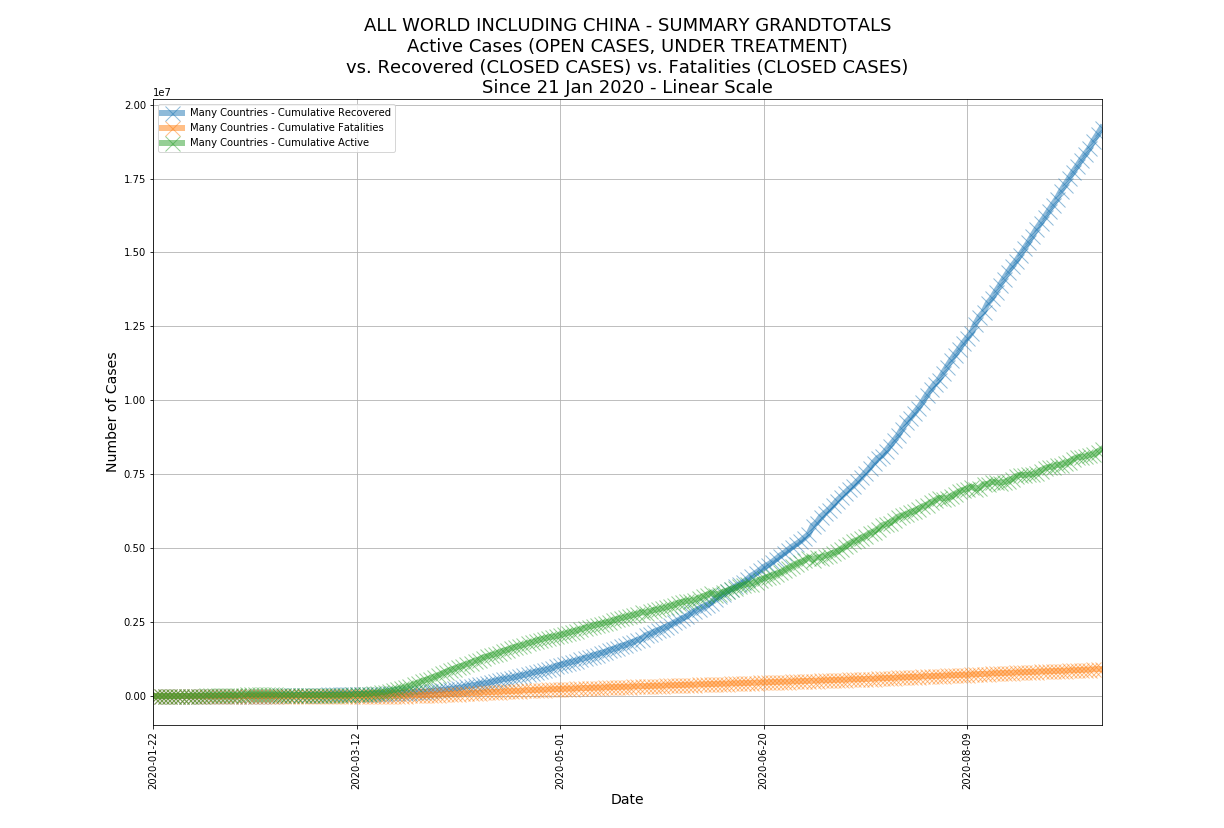 ALL WORLD INCLUDING CHINA - SUMMARY GRANDTOTALS
Active Cases (OPEN CASES, UNDER TREATMENT)
vs. Recovered (CLOSED CASES) vs. Fatalities (CLOSED CASES)
Since 21 Jan 2020 - Linear Scale
1e7
2.00
Many Countries - Cumulative Recovered
Many Countries - Cumulative Fatalities
Many Countries - Cumulative Active
1.75
1.50
1.25
1.00
0.75
0.50
0.25
0.00
Number of Cases
2020-01-22
2020-03-12
2020-05-01
2020-06-20
2020-08-09
Date